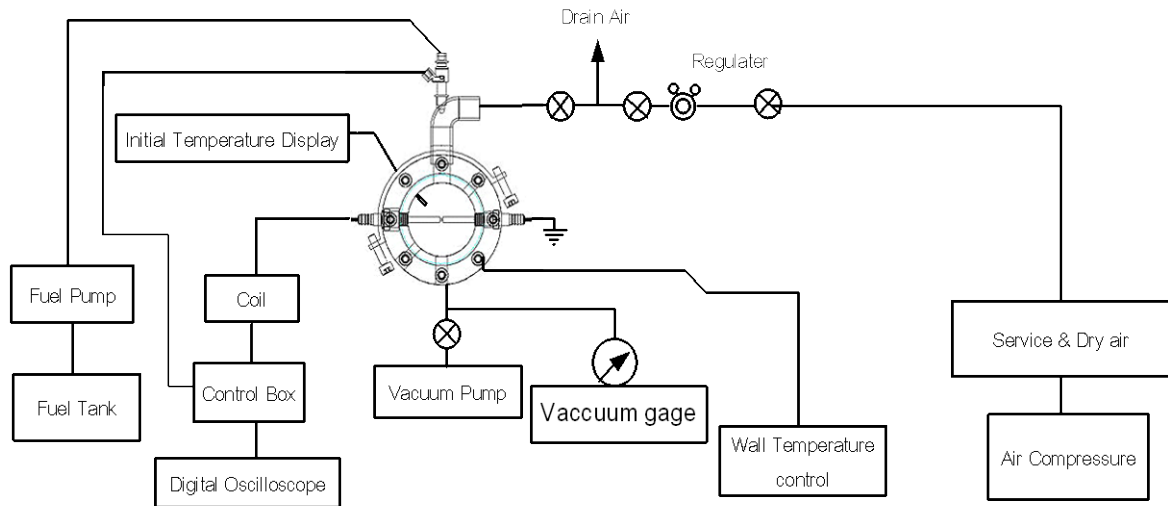 Drain Air
Regulater
Initial Temperature Display
Fuel Pump
Coil
Service & Dry air
Fuel Tank
Control Box
Vacuum Pump
Vaccuum gage
Wall Temperature
control
Air Compressure
Digital Oscilloscope